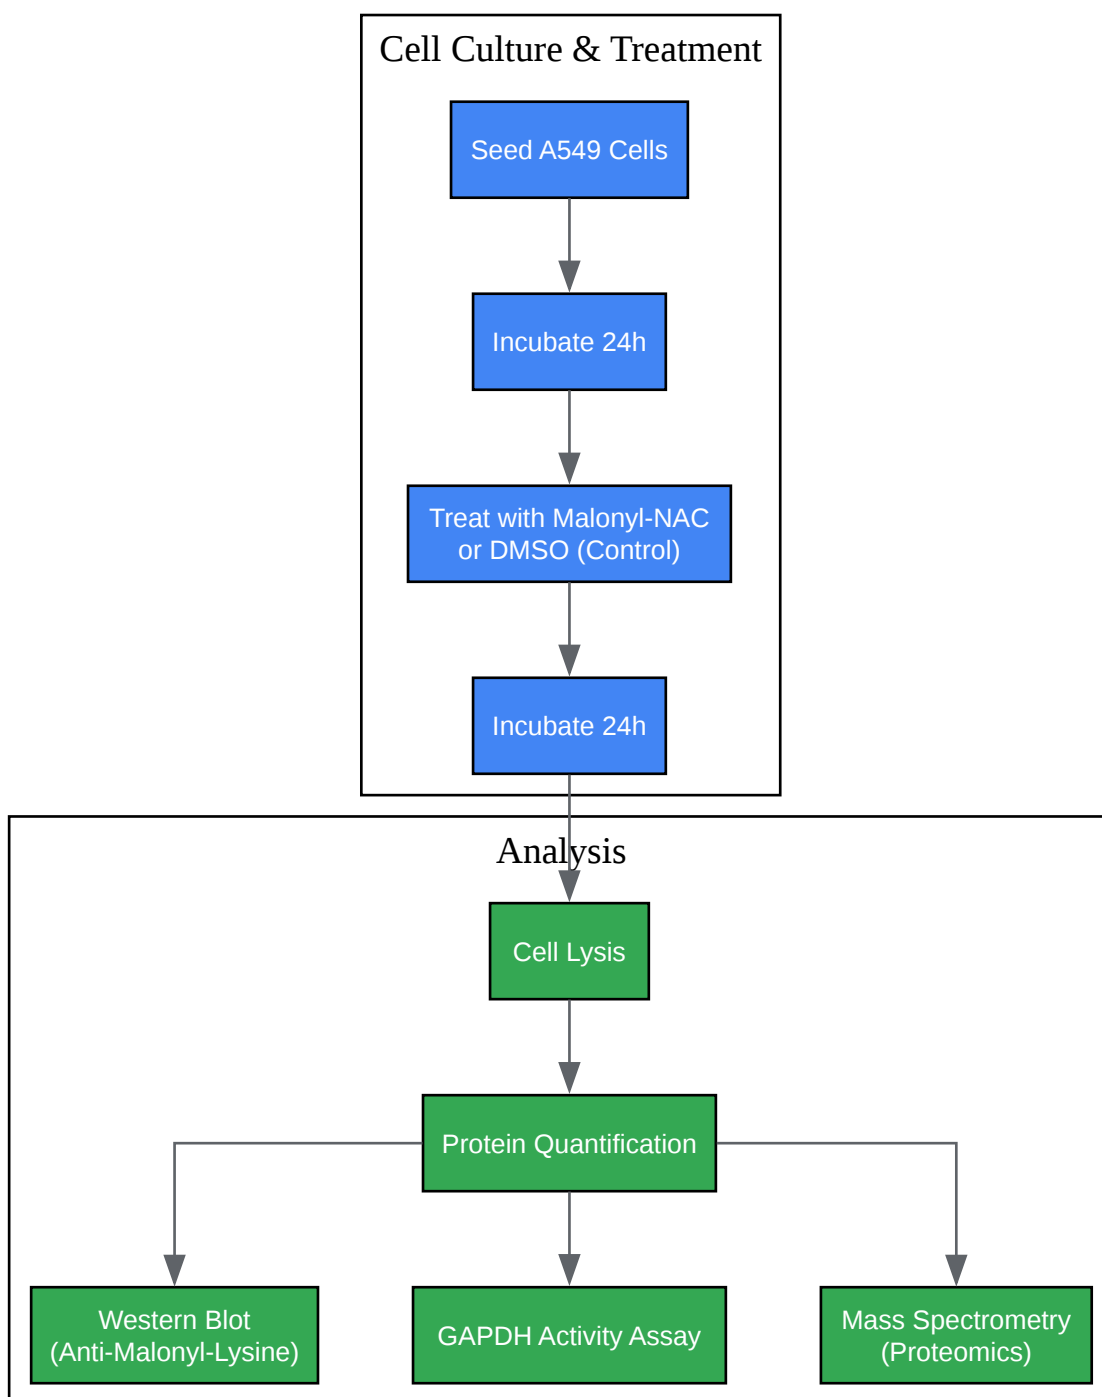 Cell Culture & Treatment
Seed A549 Cells
Incubate 24h
Treat with Malonyl-NAC
or DMSO (Control)
Incubate 24h
Analysis
Cell Lysis
Protein Quantification
Western Blot
(Anti-Malonyl-Lysine)
GAPDH Activity Assay
Mass Spectrometry
(Proteomics)